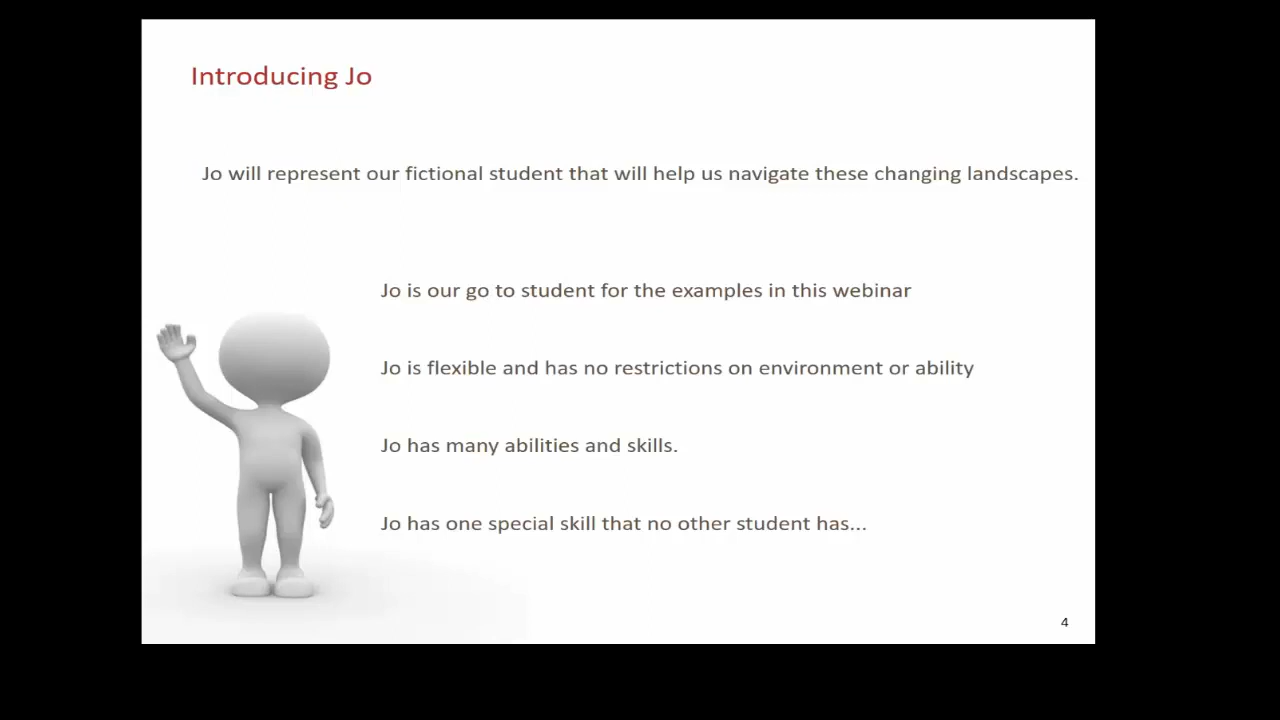 Introducing Jo
Jo will represent our fictional student that will help us navigate these changing landscapes.
Jo is our go to student for the examples in this webinar
Jo is flexible and has no restrictions on environment or ability
Jo has many abilities and skills.
Jo has one special skill that no other student has...
4